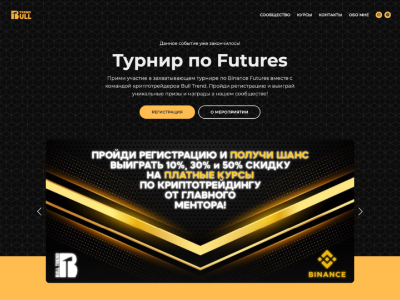 TREND
BULL
СООБЩЕСТВО КУРСЫ КОНТАКТЫ ОБО МНЕ
Данное событие уже закончилось!
Турнир по Futures
Прими участие в захватывающем турнире по Binance Futures вместе с
командой криптотрейдеров Bull Trend. Пройди регистрацию и выиграй
уникальные призы и награды в нашем сообществе!
РЕГИСТРАЦИЯ
О МЕРОПРИЯТИИ
ПРОЙДИ РЕГИСТРАЦИЮ И ПОЛУЧИ ШАНС
ВЫИГРАТЬ 10%, 30% и 50% СКИДКУ
НА ПЛАТНЫЕ КУРСЫ
ПО КРИПТОТРЕЙДИНГУ
ОТ ГЛАВНОГО
МЕНТОРА!
BINANCE